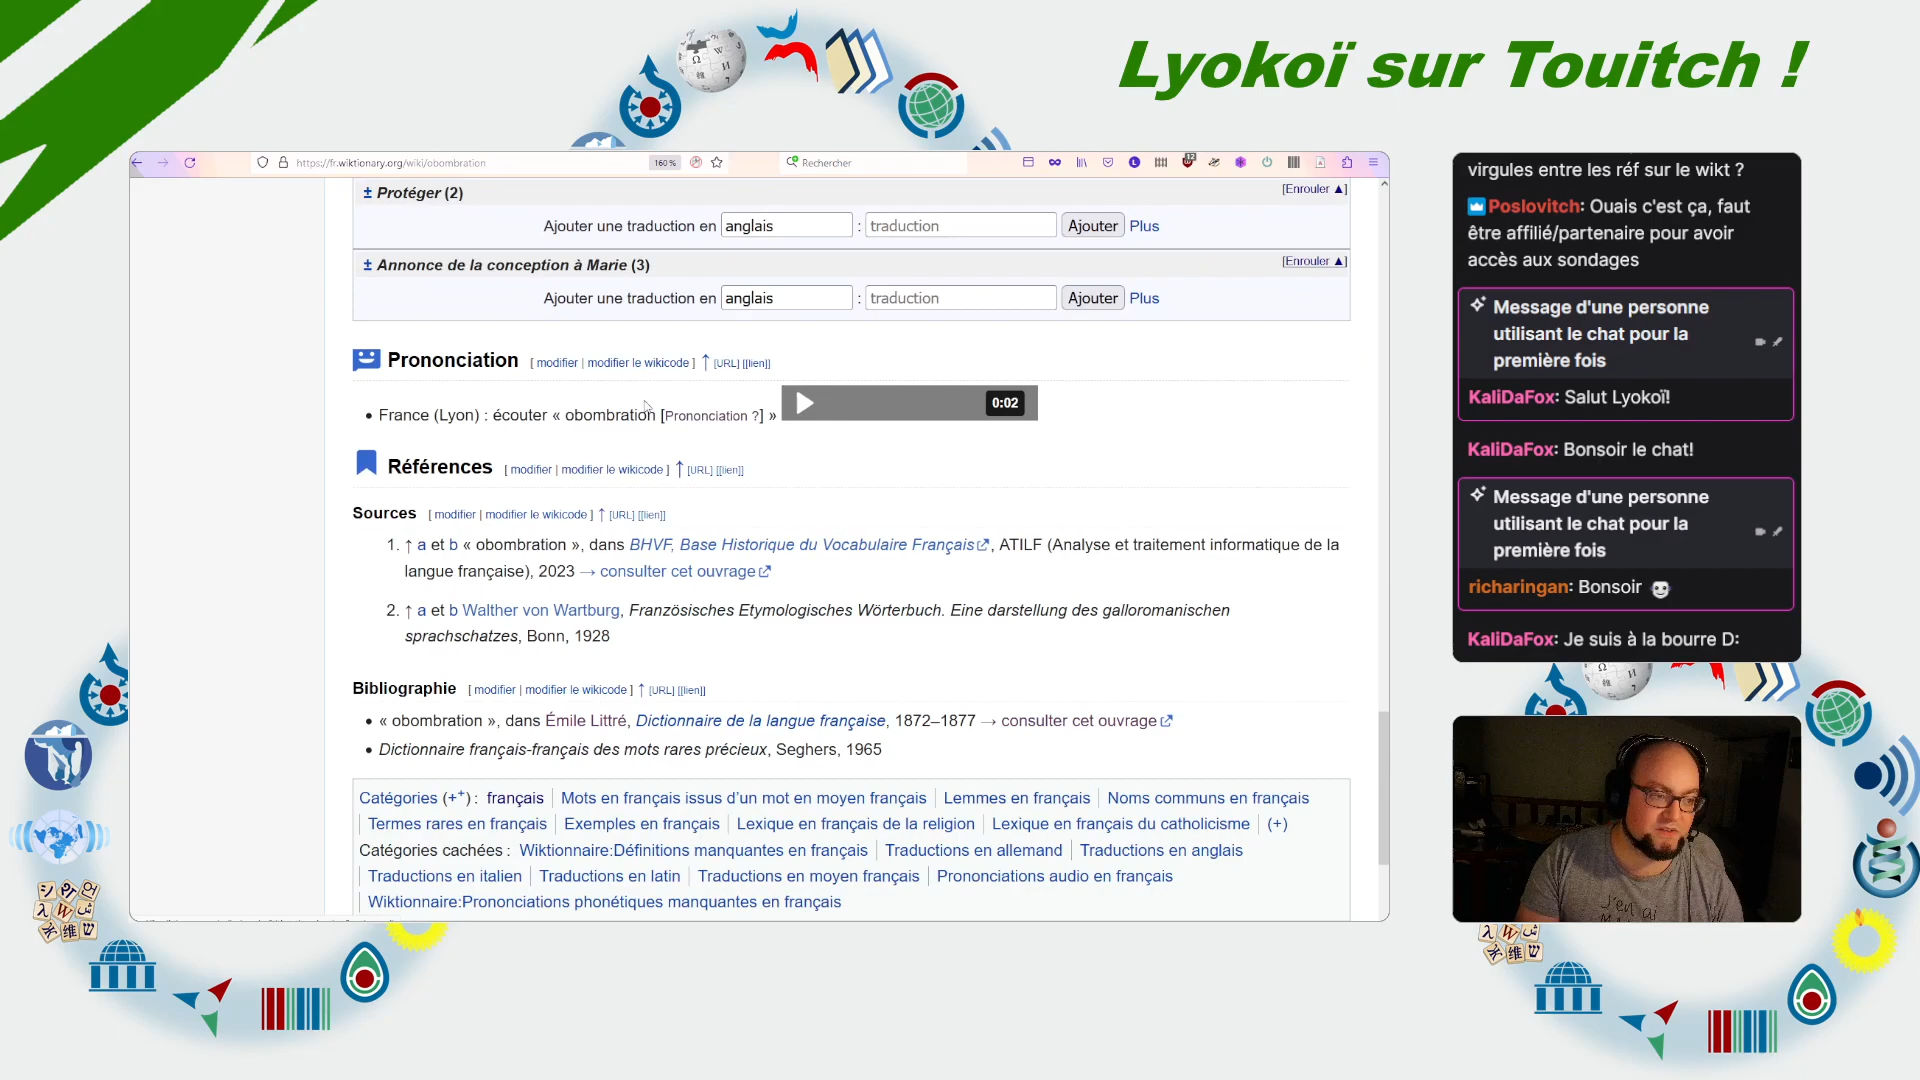 Lyokoï sur Touitch !
https://fr.wiktionary.org/wiki/obombration
160 %
Rechercher
± Protéger (2)
[Enrouler ▲]
Ajouter une traduction en anglais : traduction Ajouter Plus
± Annonce de la conception à Marie (3)
[Enrouler ▲]
Ajouter une traduction en anglais : traduction Ajouter Plus
Prononciation [ modifier | modifier le wikicode ] ↑ [URL] [[lien]]
• France (Lyon) : écouter « obombration [Prononciation ?] »
0:02
Références [ modifier | modifier le wikicode ] ↑ [URL] [[lien]]
Sources [ modifier | modifier le wikicode ] ↑ [URL] [[lien]]
1. ↑ a et b « obombration », dans BHVF, Base Historique du Vocabulaire Français, ATILF (Analyse et traitement informatique de la
langue française), 2023 → consulter cet ouvrage
2. ↑ a et b Walther von Wartburg, Französisches Etymologisches Wörterbuch. Eine darstellung des galloromanischen
sprachschatzes, Bonn, 1928
Bibliographie [ modifier | modifier le wikicode ] ↑ [URL] [[lien]]
• « obombration », dans Émile Littré, Dictionnaire de la langue française, 1872–1877 → consulter cet ouvrage
• Dictionnaire français-français des mots rares précieux, Seghers, 1965
Catégories (+⁺) : français | Mots en français issus d’un mot en moyen français | Lemmes en français | Noms communs en français
| Termes rares en français | Exemples en français | Lexique en français de la religion | Lexique en français du catholicisme | (+)
Catégories cachées : Wiktionnaire:Définitions manquantes en français | Traductions en allemand | Traductions en anglais
| Traductions en italien | Traductions en latin | Traductions en moyen français | Prononciations audio en français
| Wiktionnaire:Prononciations phonétiques manquantes en français
virgules entre les réf sur le wikt ?
Poslovitch: Ouais c'est ça, faut
être affilié/partenaire pour avoir
accès aux sondages
Message d'une personne
utilisant le chat pour la
première fois
KaliDaFox: Salut Lyokoï!
KaliDaFox: Bonsoir le chat!
Message d'une personne
utilisant le chat pour la
première fois
richaringan: Bonsoir
KaliDaFox: Je suis à la bourre D:
J'en ai